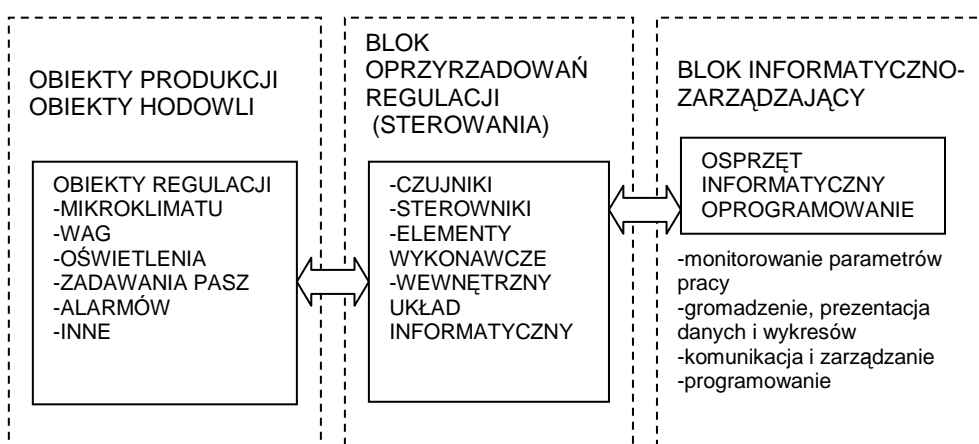 OBIEKTY PRODUKCJI
OBIEKTY HODOWLI
OBIEKTY REGULACJI
-MIKROKLIMATU
-WAG
-OŚWIETLENIA
-ZADAWANIA PASZ
-ALARMÓW
-INNE
BLOK
OPRZYRZADOWAŃ
REGULACJI
(STEROWANIA)
-CZUJNIKI
-STEROWNIKI
-ELEMENTY
WYKONAWCZE
-WEWNĘTRZNY
UKŁAD
INFORMATYCZNY
BLOK INFORMATYCZNO-
ZARZĄDZAJĄCY
OSPRZĘT
INFORMATYCZNY
OPROGRAMOWANIE
-monitorowanie parametrów
pracy
-gromadzenie, prezentacja
danych i wykresów
-komunikacja i zarządzanie
-programowanie